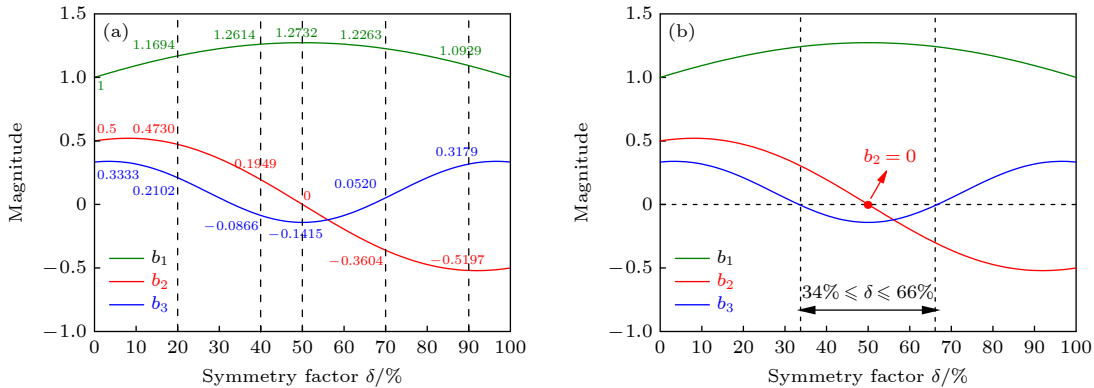 (a)
1.5
1.0
0.5
0
−0.5
−1.0
Magnitude
1.1694
1.2614
1.2732
1.2263
1.0929
1
0.5
0.4730
0.1949
0
−0.3604
−0.5197
0.3333
0.2102
−0.0866
−0.1415
0.0520
0.3179
b1
b2
b3
0 10 20 30 40 50 60 70 80 90 100
Symmetry factor δ/%
(b)
1.5
1.0
0.5
0
−0.5
−1.0
Magnitude
b2 = 0
b1
b2
b3
34% ⩽ δ ⩽ 66%
0 10 20 30 40 50 60 70 80 90 100
Symmetry factor δ/%